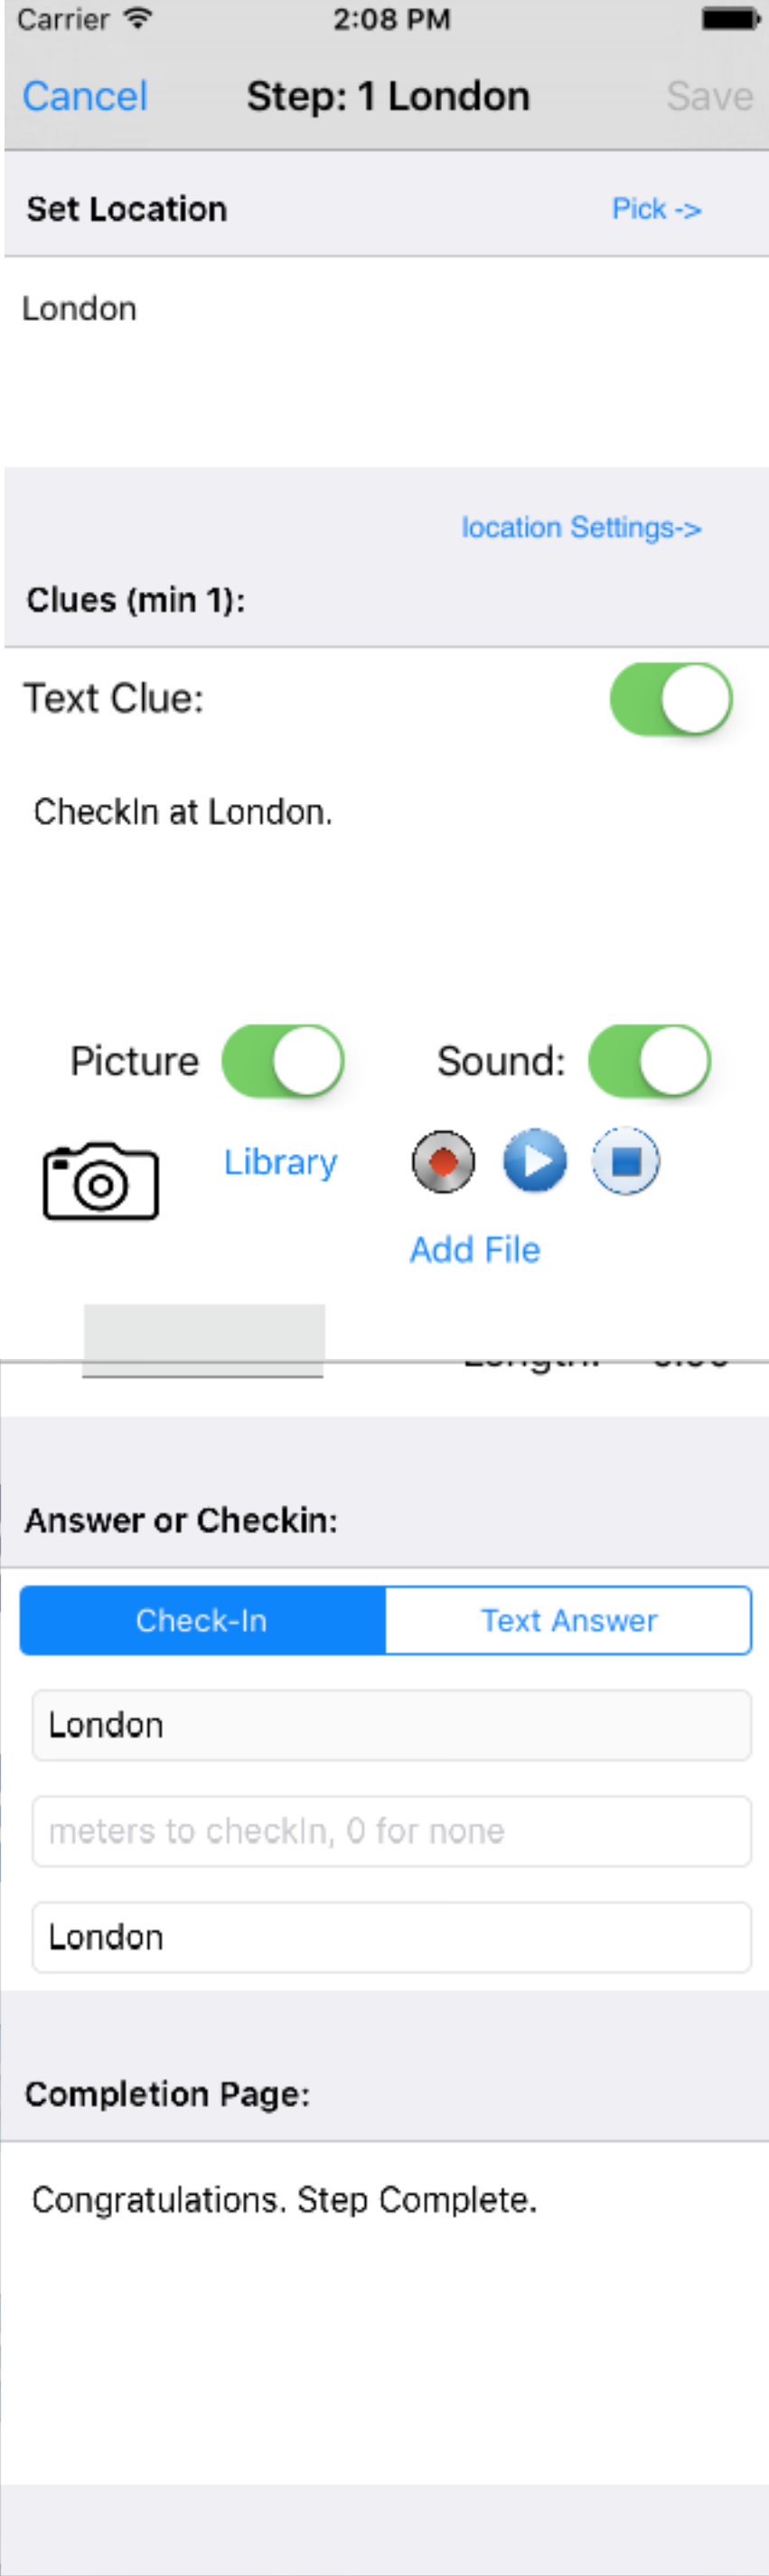 Carrier 2:08 PM
Cancel Step: 1 London Save
Set Location Pick ->
London
location Settings->
Clues (min 1):
Text Clue:
CheckIn at London.
Picture Sound:
Library
Add File
Answer or Checkin:
Check-In Text Answer
London
meters to checkIn, 0 for none
London
Completion Page:
Congratulations. Step Complete.